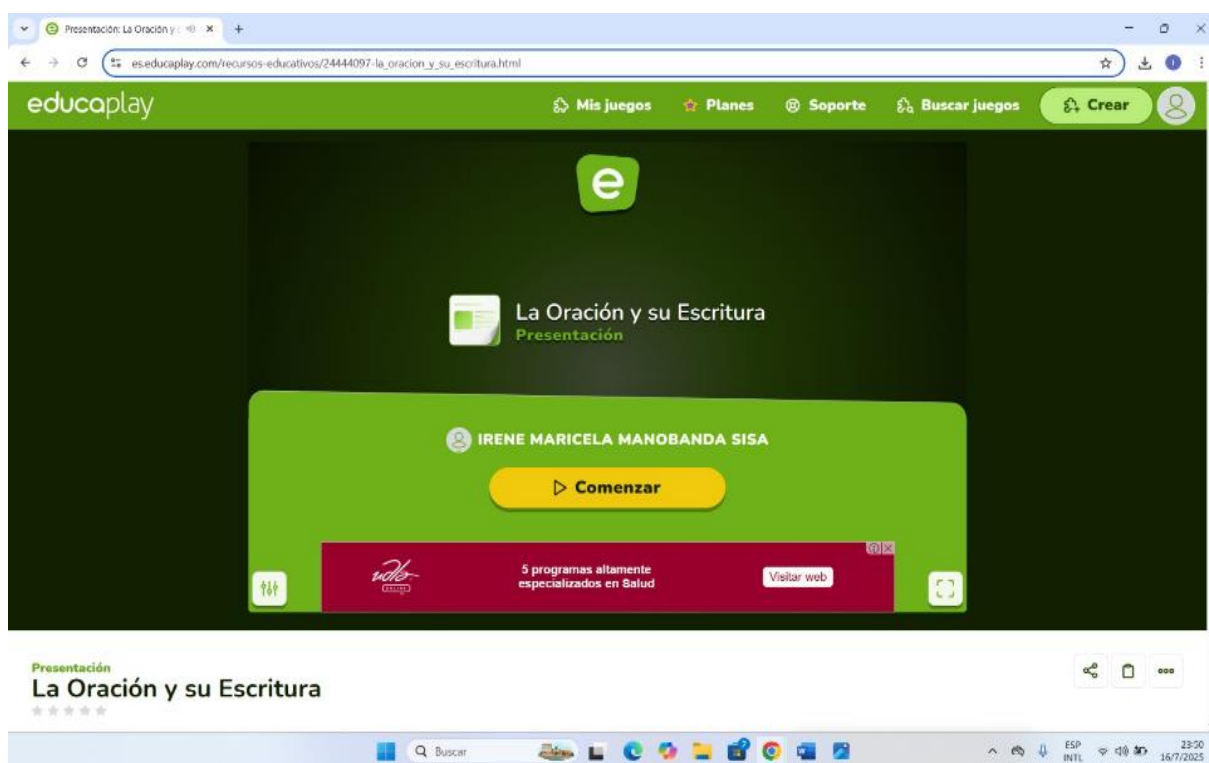 Presentación: La Oración y
es.educaplay.com/recursos-educativos/24444097-la_oracion_y_su_escritura.html
educaplay
Mis juegos
Planes
Soporte
Buscar juegos
Crear
e
La Oración y su Escritura
Presentación
IRENE MARICELA MANOBANDA SISA
Comenzar
udla
ONLINE
5 programas altamente
especializados en Salud
Visitar web
Presentación
La Oración y su Escritura
Buscar
ESP
INTL
23:50
16/7/2025